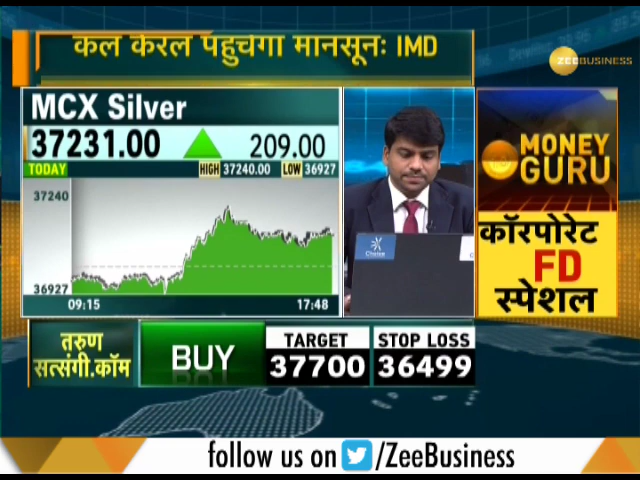 कल केरल पहुंचेगा मानसूनः IMD
ZEEBUSINESS
MCX Silver
37231.00 209.00
TODAY HIGH 37240.00 LOW 36927
37240
36927
09:15 17:48
Choice
MONEY
GURU
कॉरपोरेट
FD
स्पेशल
तरुण
सत्संगी.कॉम
BUY
TARGET
37700
STOP LOSS
36499
follow us on /ZeeBusiness